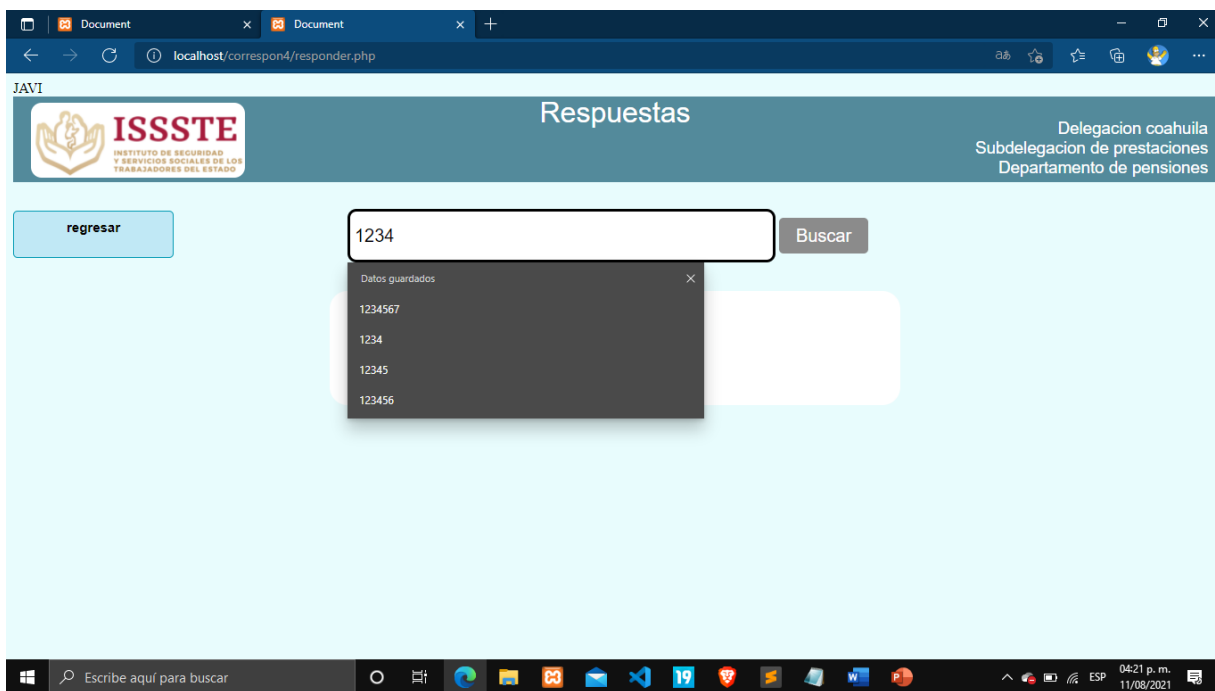 Document
Document
localhost/correspon4/responder.php
JAVI
Respuestas
ISSSTE
INSTITUTO DE SEGURIDAD
Y SERVICIOS SOCIALES DE LOS
TRABAJADORES DEL ESTADO
Delegacion coahuila
Subdelegacion de prestaciones
Departamento de pensiones
regresar
1234
Buscar
Datos guardados
1234567
1234
12345
123456
Escribe aquí para buscar
19
ESP
04:21 p. m.
11/08/2021